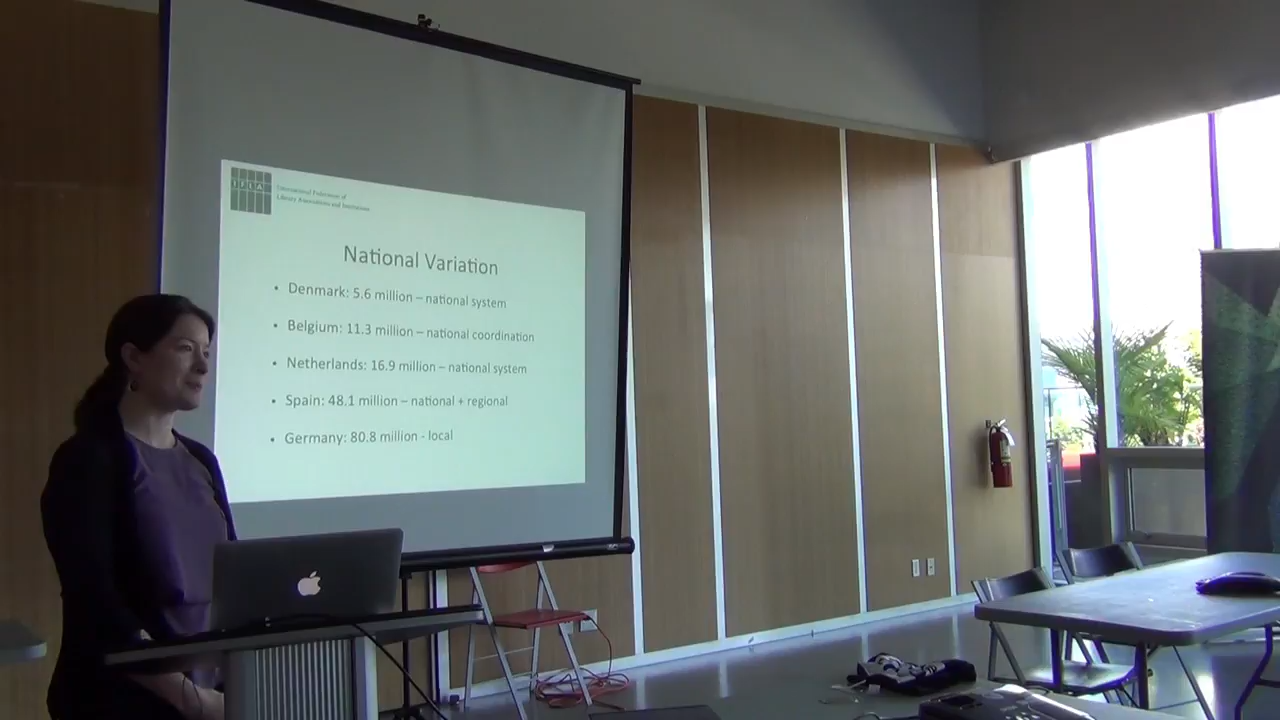 IFLA
International Federation of
Library Associations and Institutions
National Variation
• Denmark: 5.6 million – national system
• Belgium: 11.3 million – national coordination
• Netherlands: 16.9 million – national system
• Spain: 48.1 million – national + regional
• Germany: 80.8 million - local